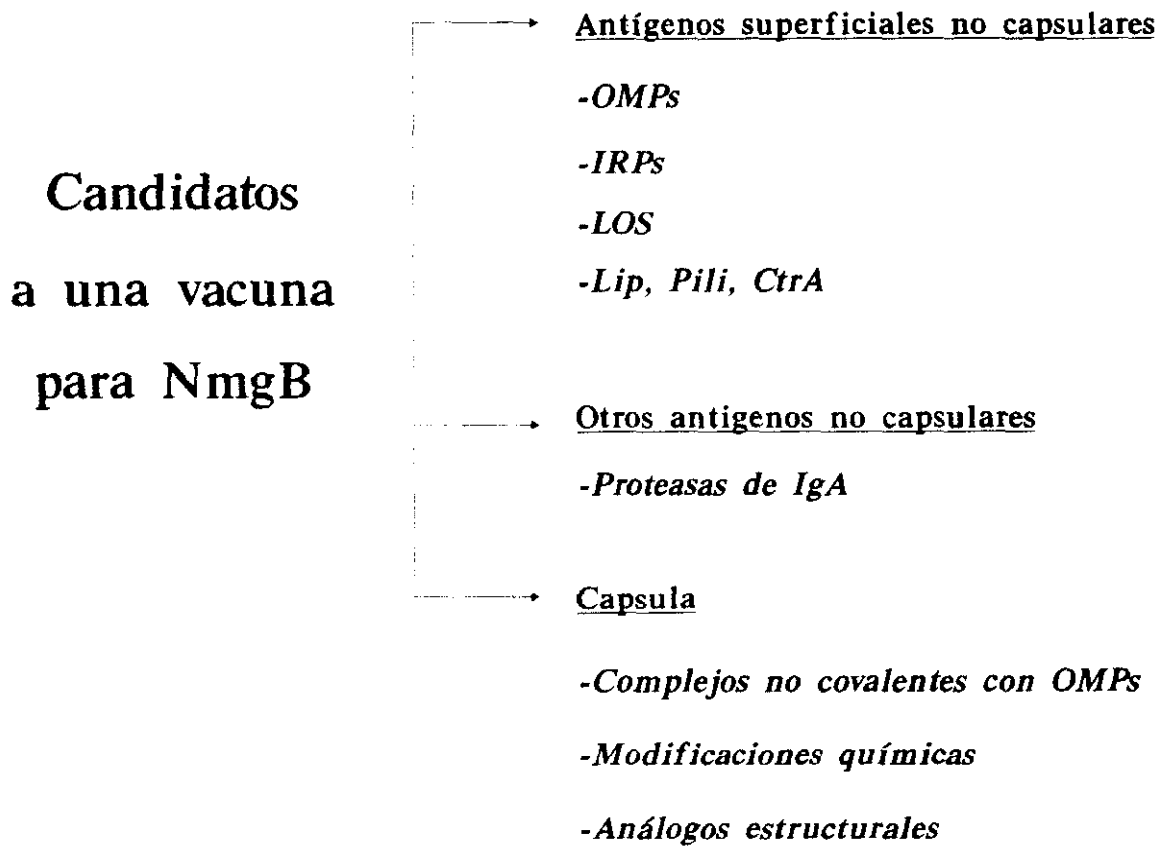 Candidatos
a una vacuna
para NmgB
Antígenos superficiales no capsulares
-OMPs
-IRPs
-LOS
-Lip, Pili, CtrA
Otros antigenos no capsulares
-Proteasas de IgA
Capsula
-Complejos no covalentes con OMPs
-Modificaciones químicas
-Análogos estructurales